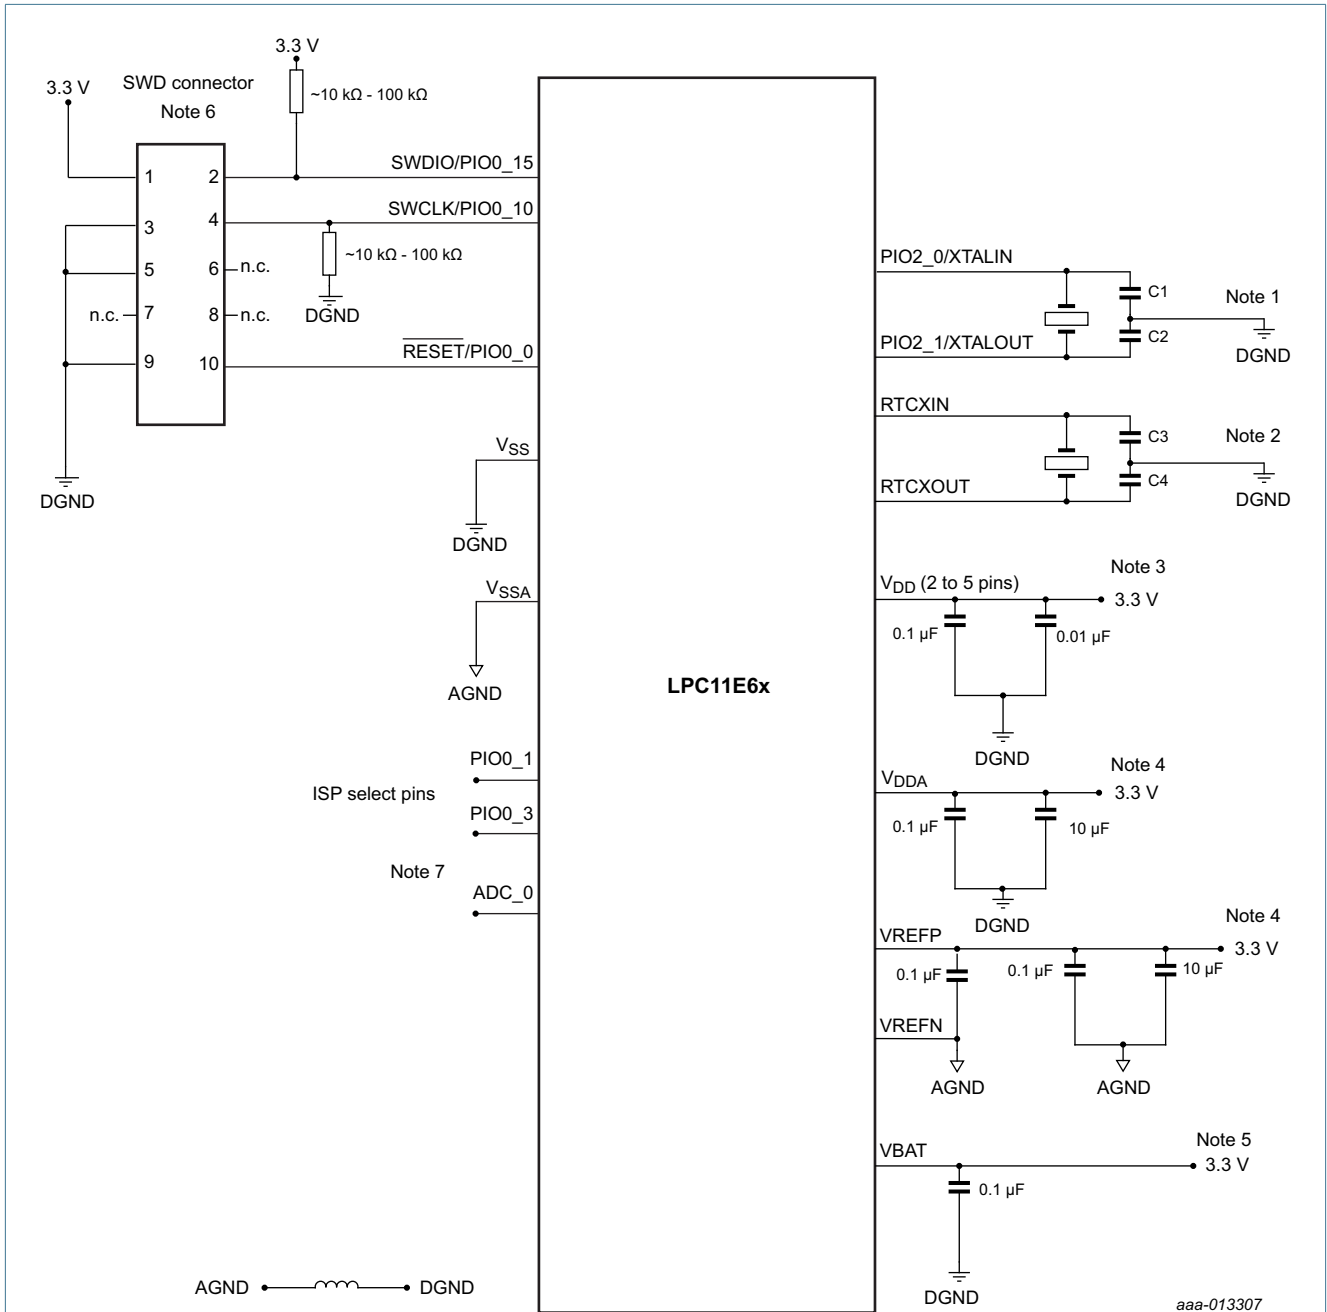 3.3 V
3.3 V
SWD connector
Note 6
~10 kΩ - 100 kΩ
1
2
SWDIO/PIO0_15
3
4
SWCLK/PIO0_10
~10 kΩ - 100 kΩ
DGND
5
6
n.c.
n.c.
7
8
n.c.
9
10
RESET/PIO0_0
DGND
VSS
DGND
VSSA
AGND
PIO0_1
ISP select pins
PIO0_3
Note 7
ADC_0
AGND
DGND
LPC11E6x
PIO2_0/XTALIN
C1
Note 1
C2
DGND
PIO2_1/XTALOUT
RTCXIN
C3
Note 2
C4
DGND
RTCXOUT
VDD (2 to 5 pins)
Note 3
3.3 V
0.1 µF
0.01 µF
DGND
VDDA
Note 4
3.3 V
0.1 µF
10 µF
DGND
VREFP
Note 4
3.3 V
0.1 µF
0.1 µF
10 µF
VREFN
AGND
AGND
VBAT
Note 5
3.3 V
0.1 µF
DGND
aaa-013307